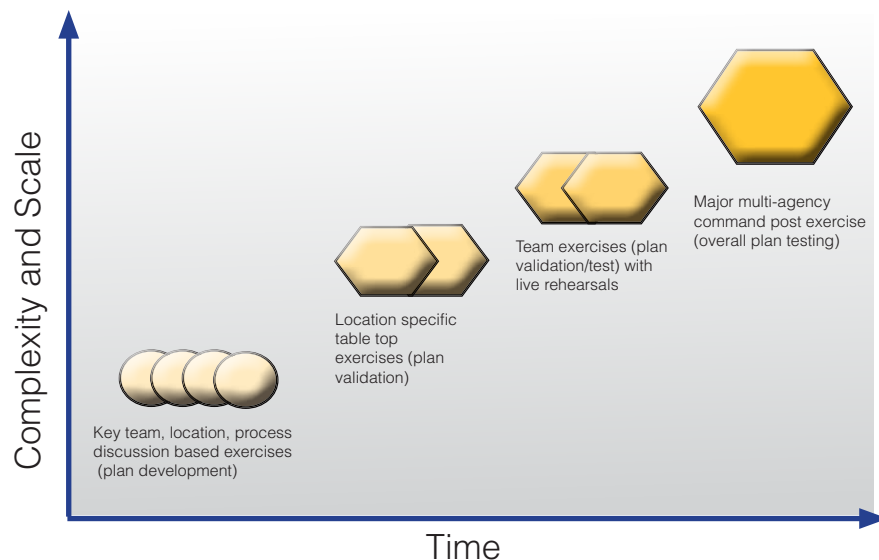 Complexity and Scale
Major multi-agency
command post exercise
(overall plan testing)
Team exercises (plan
validation/test) with
live rehearsals
Location specific
table top
exercises (plan
validation)
Key team, location, process
discussion based exercises
(plan development)
Time